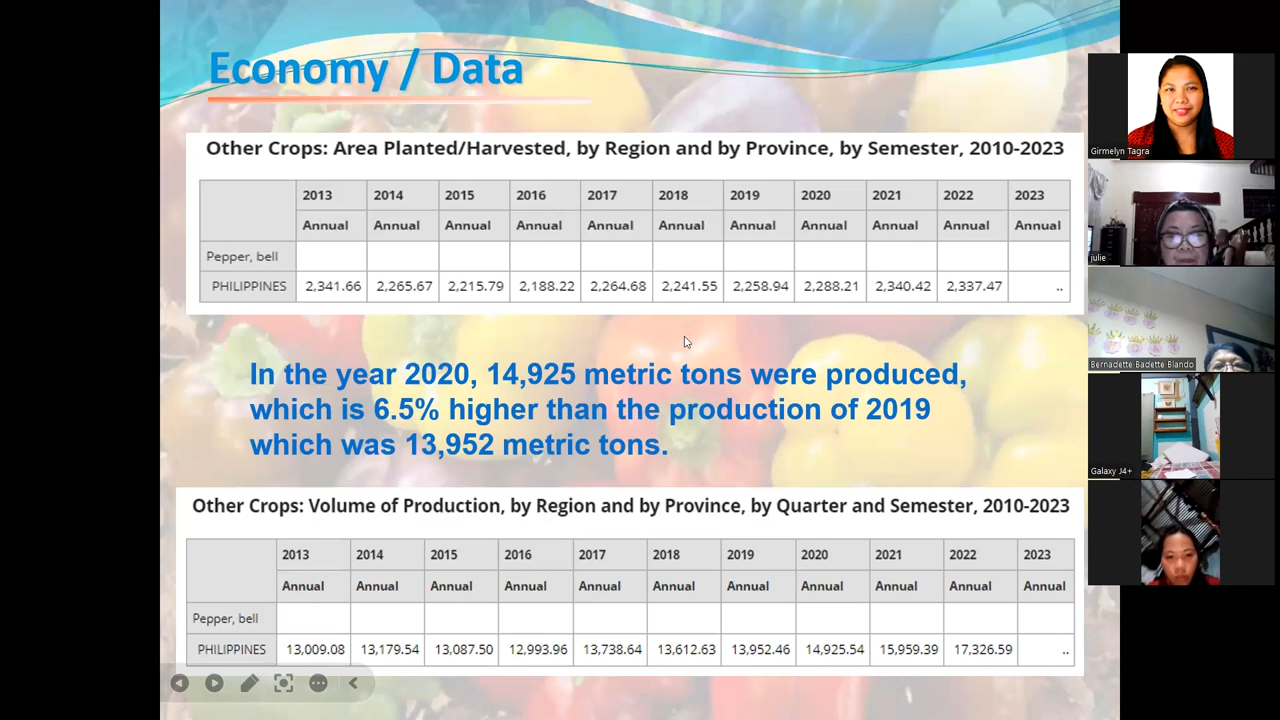 Economy / Data
Other Crops: Area Planted/Harvested, by Region and by Province, by Semester, 2010-2023
2013 2014 2015 2016 2017 2018 2019 2020 2021 2022 2023
Annual Annual Annual Annual Annual Annual Annual Annual Annual Annual Annual
Pepper, bell
PHILIPPINES 2,341.66 2,265.67 2,215.79 2,188.22 2,264.68 2,241.55 2,258.94 2,288.21 2,340.42 2,337.47 ..
In the year 2020, 14,925 metric tons were produced,
which is 6.5% higher than the production of 2019
which was 13,952 metric tons.
Other Crops: Volume of Production, by Region and by Province, by Quarter and Semester, 2010-2023
2013 2014 2015 2016 2017 2018 2019 2020 2021 2022 2023
Annual Annual Annual Annual Annual Annual Annual Annual Annual Annual Annual
Pepper, bell
PHILIPPINES 13,009.08 13,179.54 13,087.50 12,993.96 13,738.64 13,612.63 13,952.46 14,925.54 15,959.39 17,326.59 ..
Girmelyn Tagra
julie
Bernadette Badette Blando
Galaxy J4+